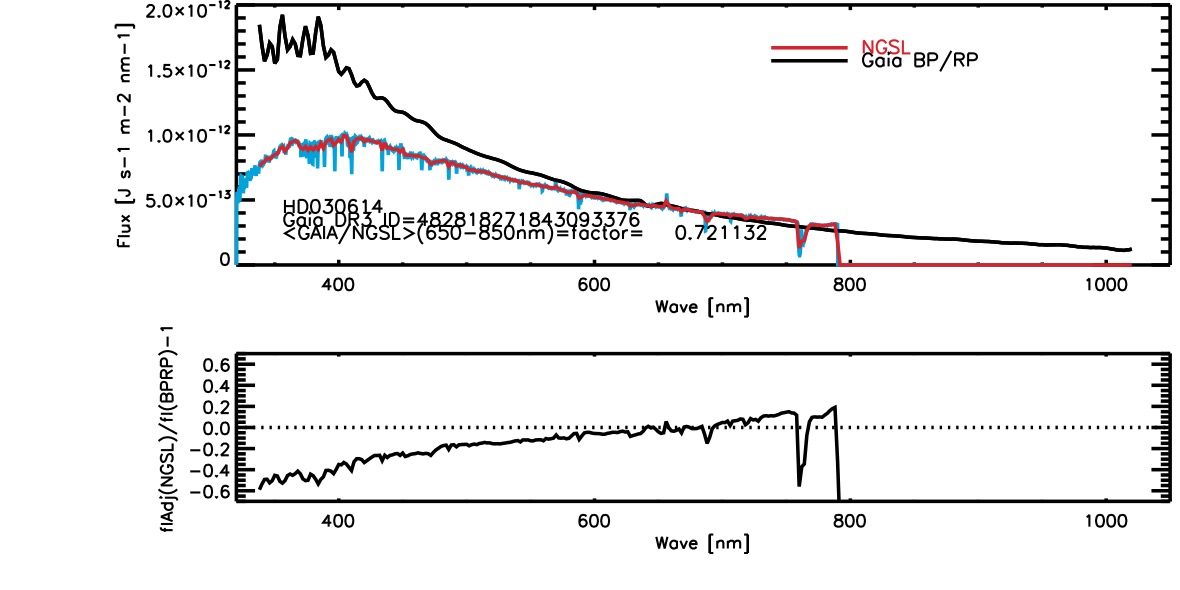 2.0×10−12
1.5×10−12
1.0×10−12
5.0×10−13
0
Flux [J s−1 m−2 nm−1]
NGSL
Gaia BP/RP
HD030614
Gaia DR3 ID=4828182718430933​76
<GAIA/NGSL>(650−850nm)=factor= 0.721132
400 600 800 1000
Wave [nm]
flAdj(NGSL)/fl(BPRP)−1
0.6
0.4
0.2
0.0
−0.2
−0.4
−0.6
400 600 800 1000
Wave [nm]